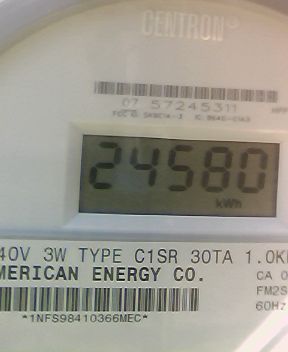 CENTRON®
07 57245311
24580
kWh
40V 3W TYPE C1SR 30TA 1.0K
MERICAN ENERGY CO.
CA 0
FM2S
60Hz
*1NFS98410366MEC*